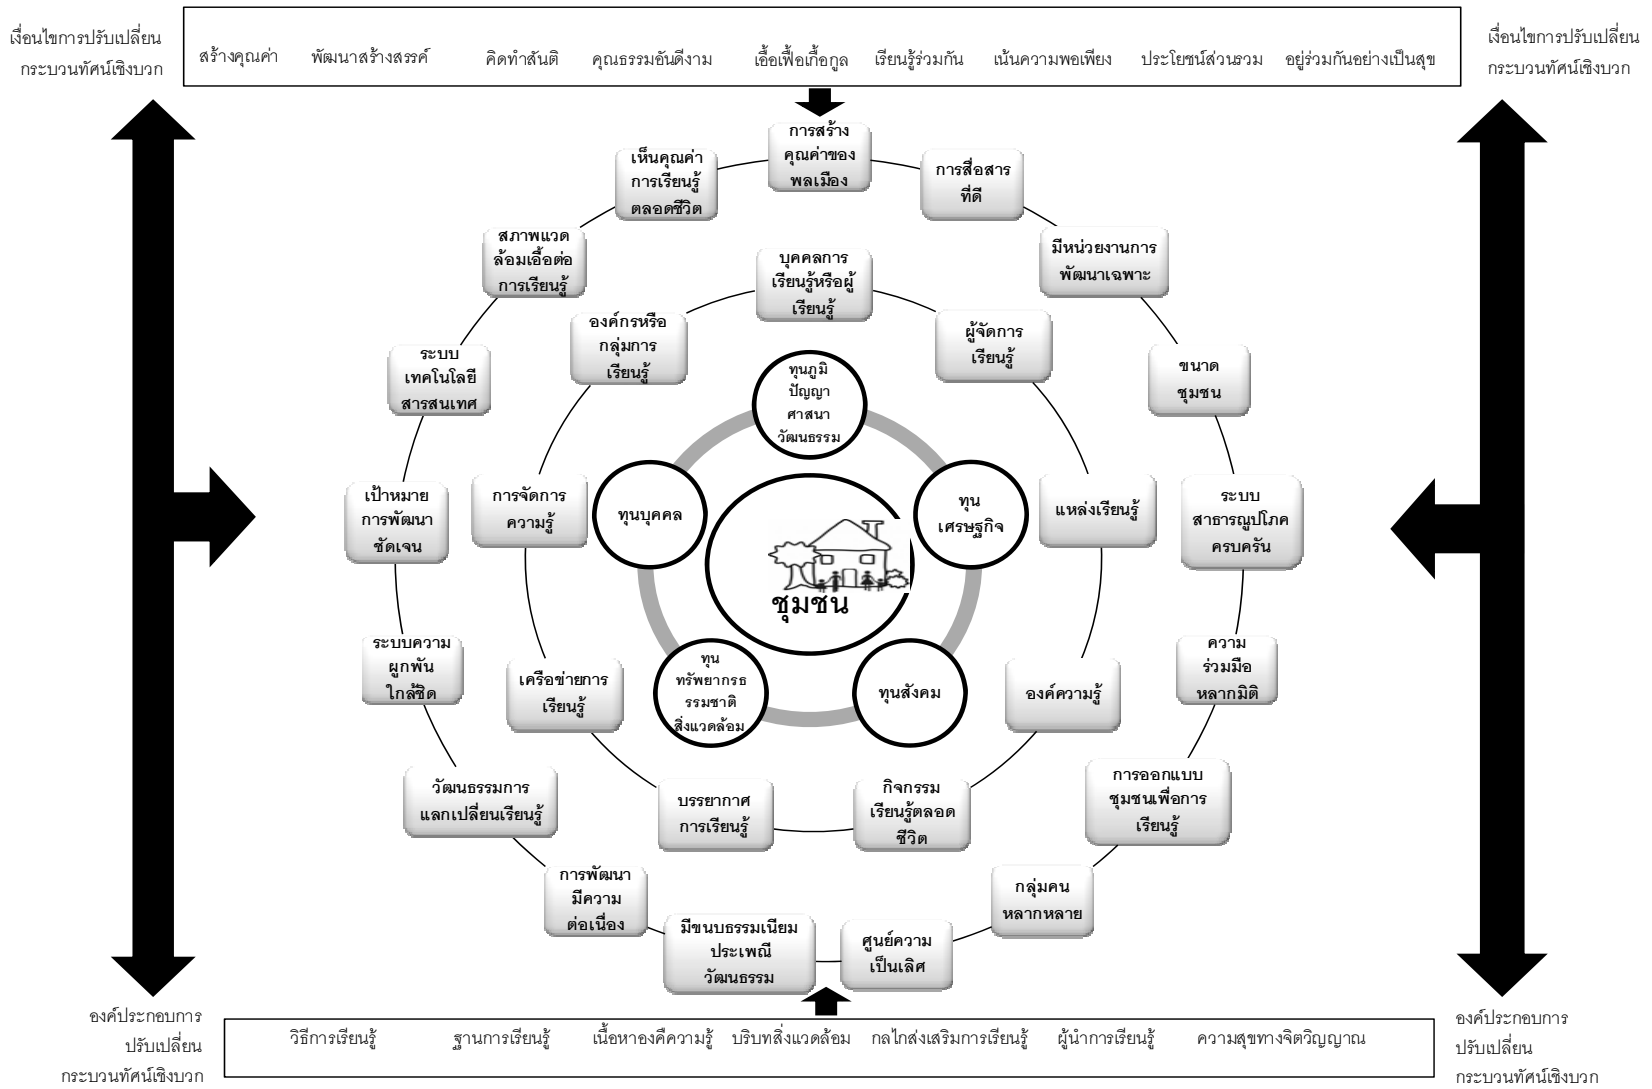 เงื่อนไขการปรับเปลี่ยน
กระบวนทัศน์เชิงบวก
สร้างคุณค่า พัฒนาสร้างสรรค์ คิดทำสันติ คุณธรรมอันดีงาม เอื้อเฟื้อเกื้อกูล เรียนรู้ร่วมกัน เน้นความพอเพียง ประโยชน์ส่วนรวม อยู่ร่วมกันอย่างเป็นสุข
เงื่อนไขการปรับเปลี่ยน
กระบวนทัศน์เชิงบวก
การสร้าง
คุณค่าของ
พลเมือง
การสื่อสาร
ที่ดี
มีหน่วยงานการ
พัฒนาเฉพาะ
ขนาด
ชุมชน
ระบบ
สาธารณูปโภค
ครบครัน
ความ
ร่วมมือ
หลากมิติ
การออกแบบ
ชุมชนเพื่อการ
เรียนรู้
กลุ่มคน
หลากหลาย
ศูนย์ความ
เป็นเลิศ
มีขนบธรรมเนียม
ประเพณี
วัฒนธรรม
การพัฒนา
มีความ
ต่อเนื่อง
วัฒนธรรมการ
แลกเปลี่ยนเรียนรู้
ระบบความ
ผูกพัน
ใกล้ชิด
เป้าหมาย
การพัฒนา
ชัดเจน
ระบบ
เทคโนโลยี
สารสนเทศ
สภาพแวด
ล้อมเอื้อต่อ
การเรียนรู้
เห็นคุณค่า
การเรียนรู้
ตลอดชีวิต
บุคคลการ
เรียนรู้หรือผู้
เรียนรู้
ผู้จัดการ
เรียนรู้
แหล่งเรียนรู้
องค์ความรู้
กิจกรรม
เรียนรู้ตลอด
ชีวิต
บรรยากาศ
การเรียนรู้
เครือข่ายการ
เรียนรู้
การจัดการ
ความรู้
องค์กรหรือ
กลุ่มการ
เรียนรู้
ทุนภูมิ
ปัญญา
ศาสนา
วัฒนธรรม
ทุน
เศรษฐกิจ
ทุนสังคม
ทุน
ทรัพยากรธ
รรมชาติ
สิ่งแวดล้อม
ทุนบุคคล
ชุมชน
องค์ประกอบการ
ปรับเปลี่ยน
กระบวนทัศน์เชิงบวก
วิธีการเรียนรู้ ฐานการเรียนรู้ เนื้อหาองค์ความรู้ บริบทสิ่งแวดล้อม กลไกส่งเสริมการเรียนรู้ ผู้นำการเรียนรู้ ความสุขทางจิตวิญญาณ
องค์ประกอบการ
ปรับเปลี่ยน
กระบวนทัศน์เชิงบวก